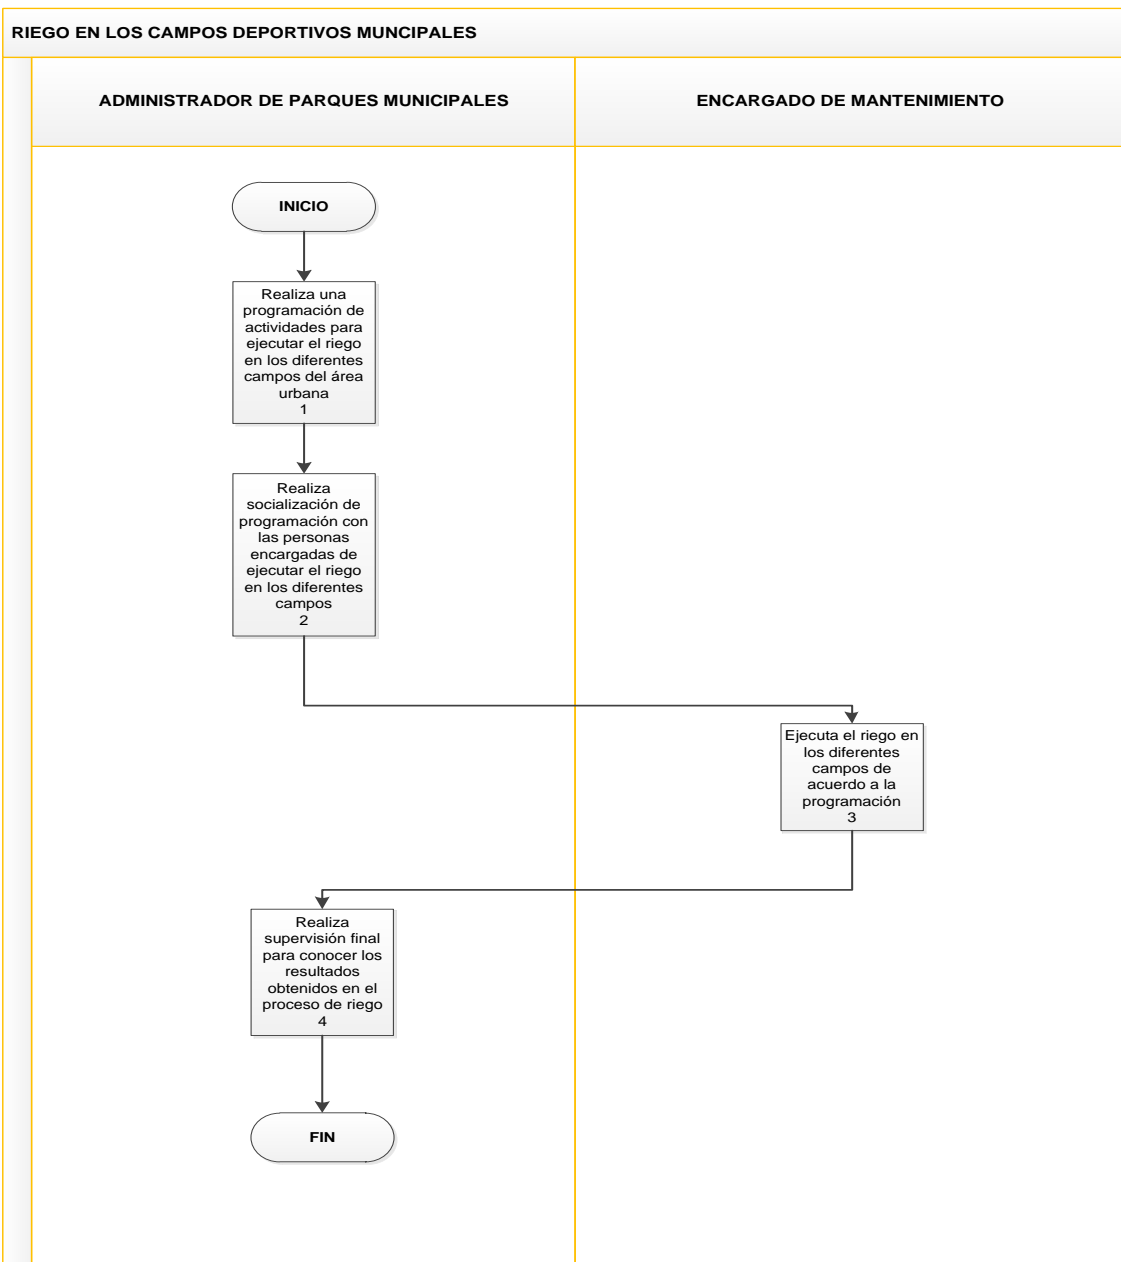 RIEGO EN LOS CAMPOS DEPORTIVOS MUNCIPALES
ADMINISTRADOR DE PARQUES MUNICIPALES
ENCARGADO DE MANTENIMIENTO
INICIO
Realiza una
programación de
actividades para
ejecutar el riego
en los diferentes
campos del área
urbana
1
Realiza
socialización de
programación con
las personas
encargadas de
ejecutar el riego
en los diferentes
campos
2
Ejecuta el riego en
los diferentes
campos de
acuerdo a la
programación
3
Realiza
supervisión final
para conocer los
resultados
obtenidos en el
proceso de riego
4
FIN